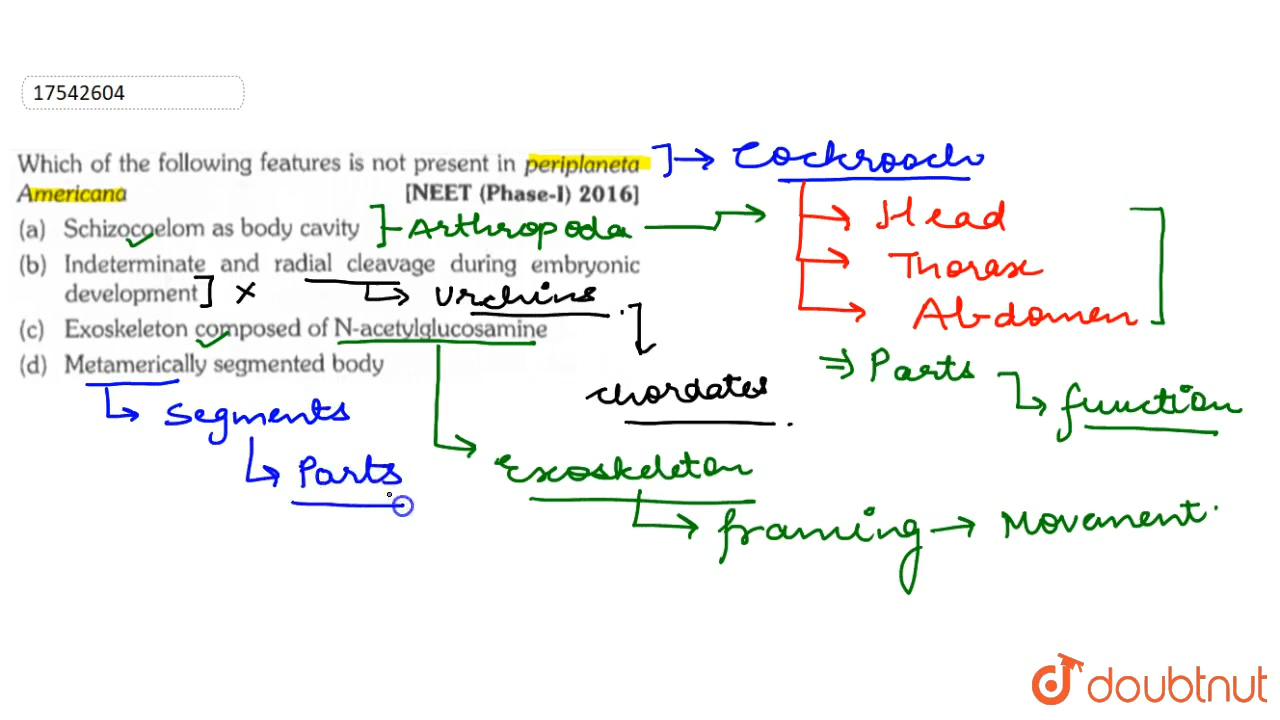 17542604
Which of the following features is not present in periplaneta ] → Cockroach
Americana [NEET (Phase-I) 2016]
(a) Schizocoelom as body cavity ] Arthropoda → → Head
(b) Indeterminate and radial cleavage during embryonic → Thorax
development ] × → Urchins. → Abdomen
(c) Exoskeleton composed of N-acetylglucosamine
(d) Metamerically segmented body ⇒ Parts → function
→ Segments chordates.
→ Parts → Exoskeleton
→ framing → Movement.
doubtnut